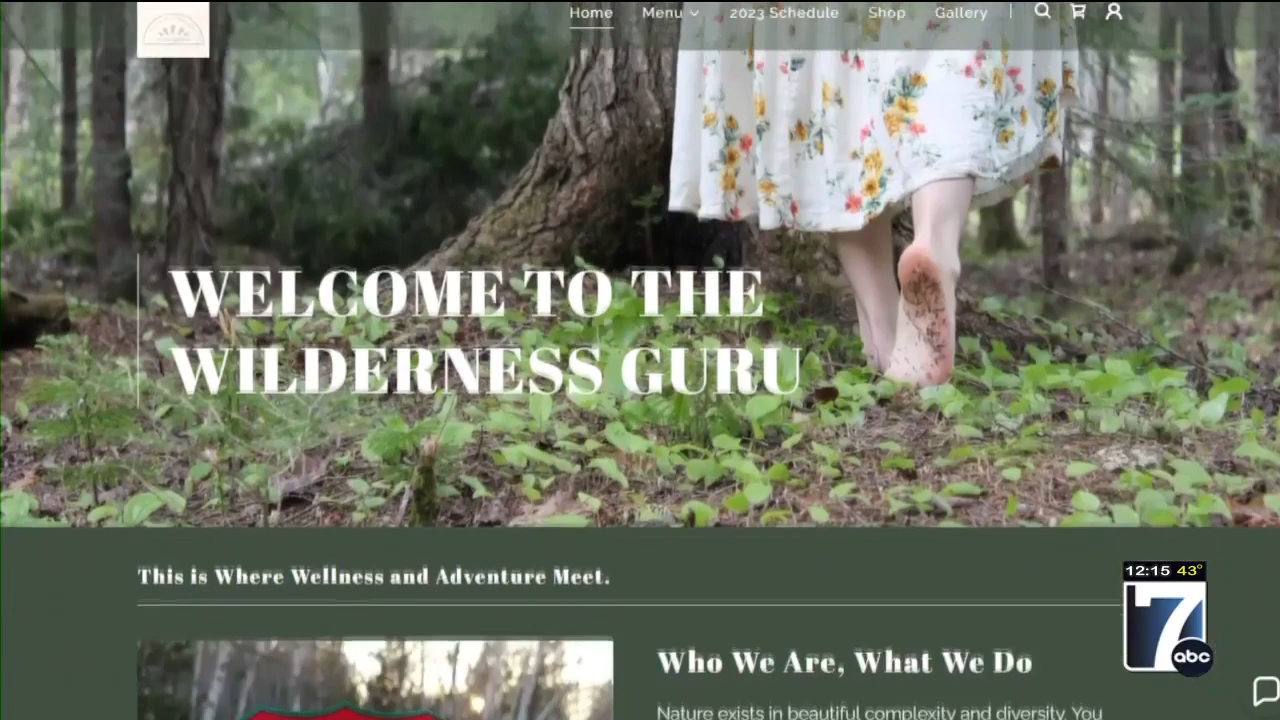 Home Menu 2023 Schedule Shop Gallery
WELCOME TO THE
WILDERNESS GURU
This is Where Wellness and Adventure Meet.
12:15 43°
7
abc
Who We Are, What We Do
Nature exists in beautiful complexity and diversity. You